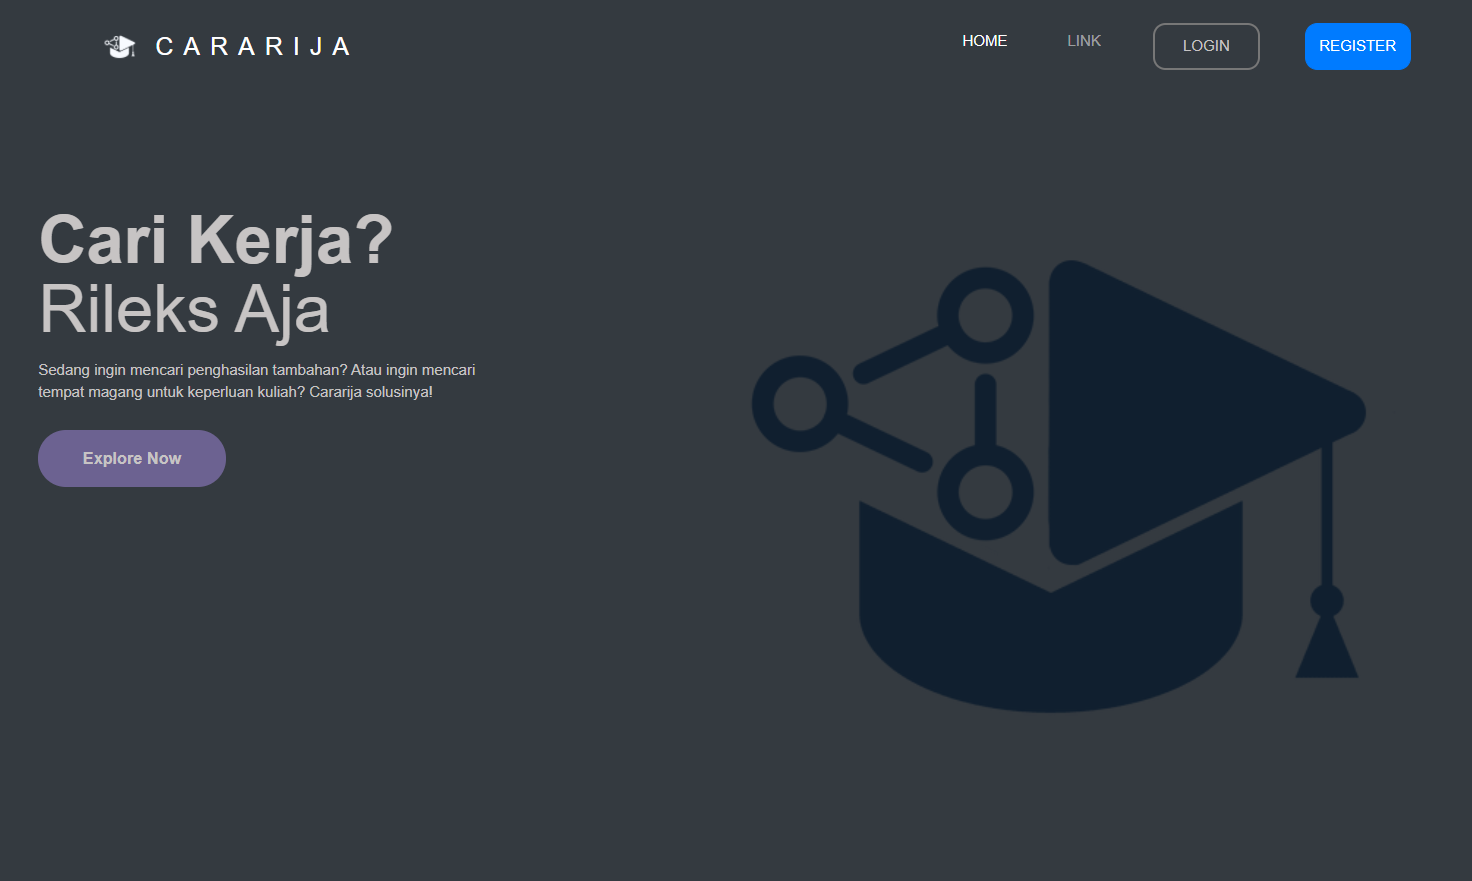 CARARIJA
HOME
LINK
LOGIN
REGISTER
Cari Kerja?
Rileks Aja
Sedang ingin mencari penghasilan tambahan? Atau ingin mencari
tempat magang untuk keperluan kuliah? Cararija solusinya!
Explore Now